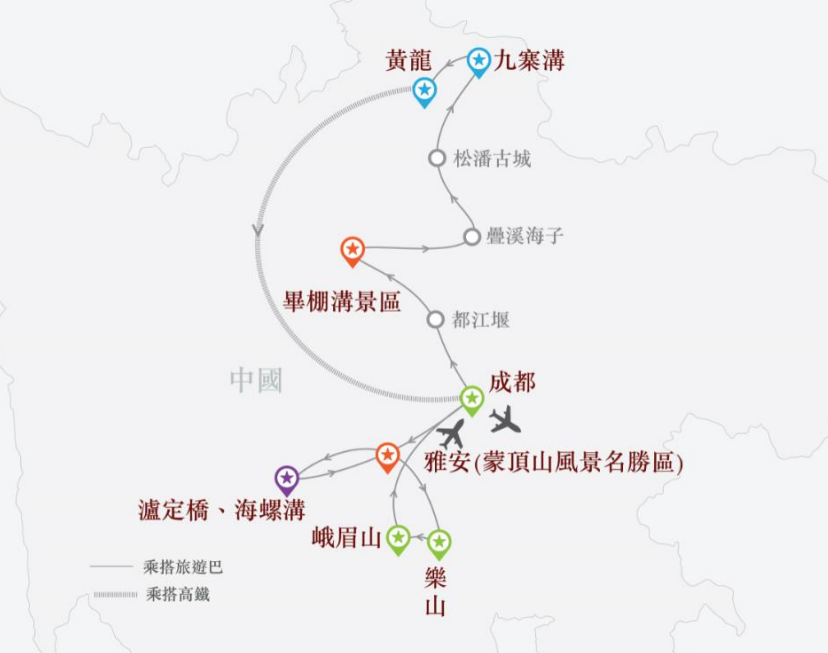 黃龍
九寨溝
松潘古城
疊溪海子
畢棚溝景區
都江堰
中國
成都
雅安(蒙頂山風景名勝區)
瀘定橋、海螺溝
峨眉山
樂
山
乘搭旅遊巴
乘搭高鐵